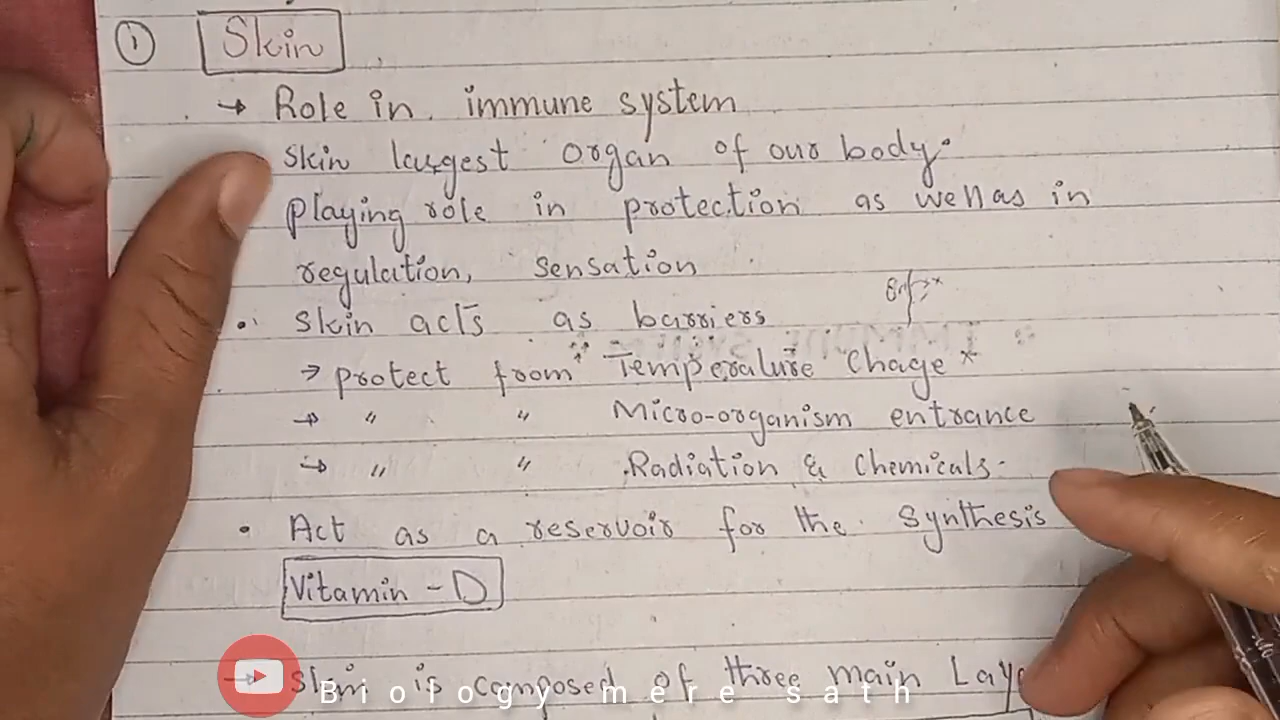 1 Skin
→ Role in immune system
Skin largest organ of our body.
playing role in protection as well as in
regulation, sensation
• Skin acts as barriers
→ protect from Temperature Chage *
→ " " Micro-organism entrance
→ " " Radiation & Chemicals.
• Act as a reservoir for the synthesis
Vitamin - D
→ Skin is composed of three main Lay
Biology mere sath